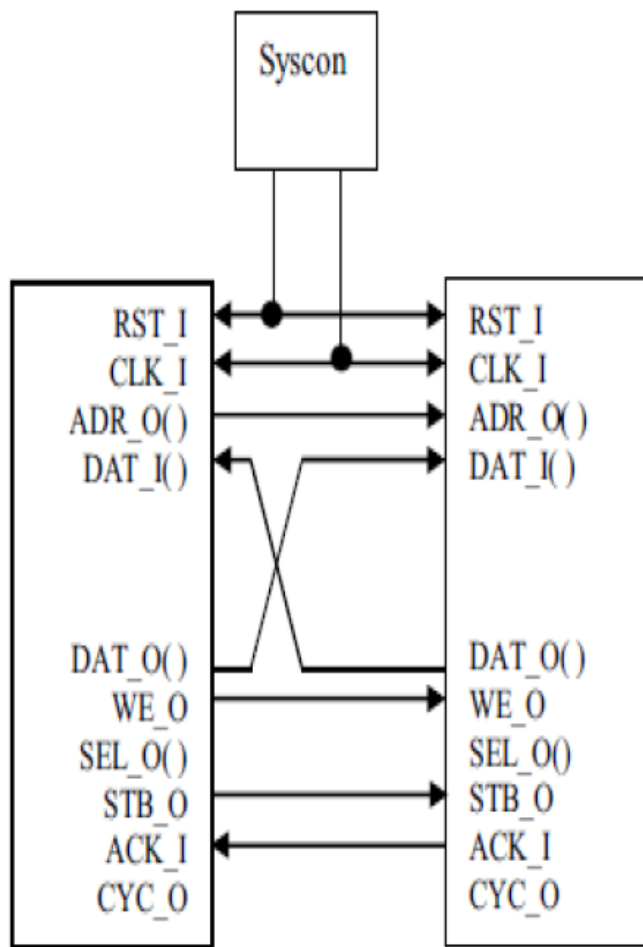 Syscon
RST_I
CLK_I
ADR_O()
DAT_I()
DAT_O()
WE_O
SEL_O()
STB_O
ACK_I
CYC_O
RST_I
CLK_I
ADR_O()
DAT_I()
DAT_O()
WE_O
SEL_O()
STB_O
ACK_I
CYC_O